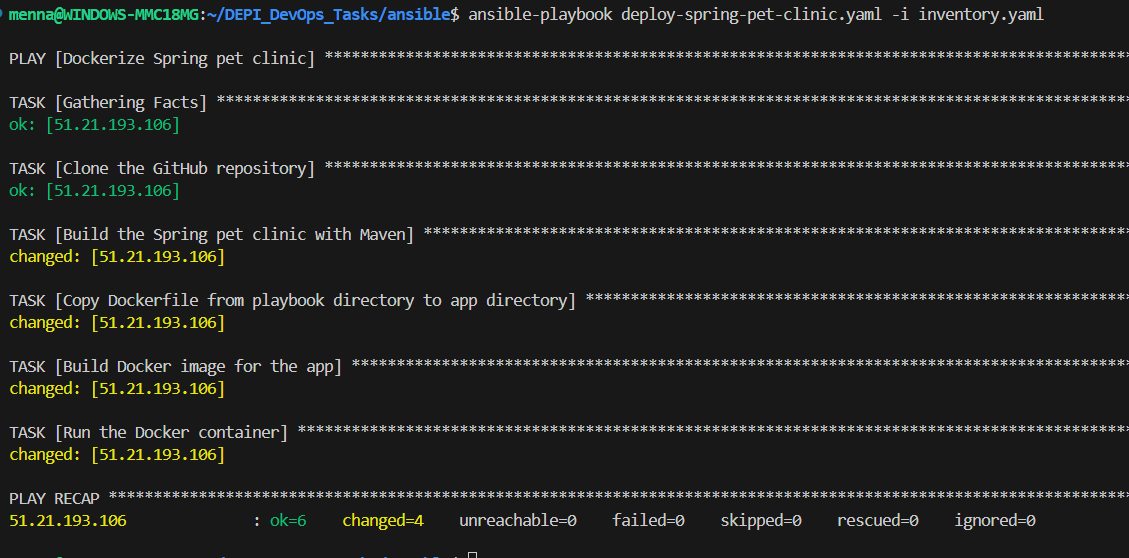 menna@WINDOWS-MMC18MG:~/DEPI_DevOps_Tasks/ansible$ ansible-playbook deploy-spring-pet-clinic.yaml -i inventory.yaml
PLAY [Dockerize Spring pet clinic] ******************************************************************************************
TASK [Gathering Facts] ******************************************************************************************************
ok: [51.21.193.106]
TASK [Clone the GitHub repository] ******************************************************************************************
ok: [51.21.193.106]
TASK [Build the Spring pet clinic with Maven] *******************************************************************************
changed: [51.21.193.106]
TASK [Copy Dockerfile from playbook directory to app directory] *************************************************************
changed: [51.21.193.106]
TASK [Build Docker image for the app] ***************************************************************************************
changed: [51.21.193.106]
TASK [Run the Docker container] *********************************************************************************************
changed: [51.21.193.106]
PLAY RECAP ******************************************************************************************************************
51.21.193.106              : ok=6    changed=4    unreachable=0    failed=0    skipped=0    rescued=0    ignored=0